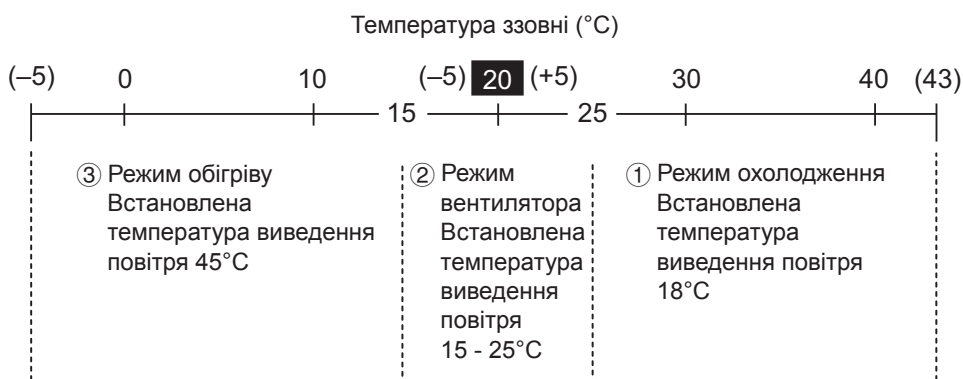 Температура ззовні (°C)
(–5) 0 10 (–5) 20 (+5) 30 40 (43)
15 25
③ Режим обігріву
Встановлена
температура виведення
повітря 45°C
② Режим
вентилятора
Встановлена
температура
виведення
повітря
15 - 25°C
① Режим охолодження
Встановлена
температура
виведення повітря
18°C